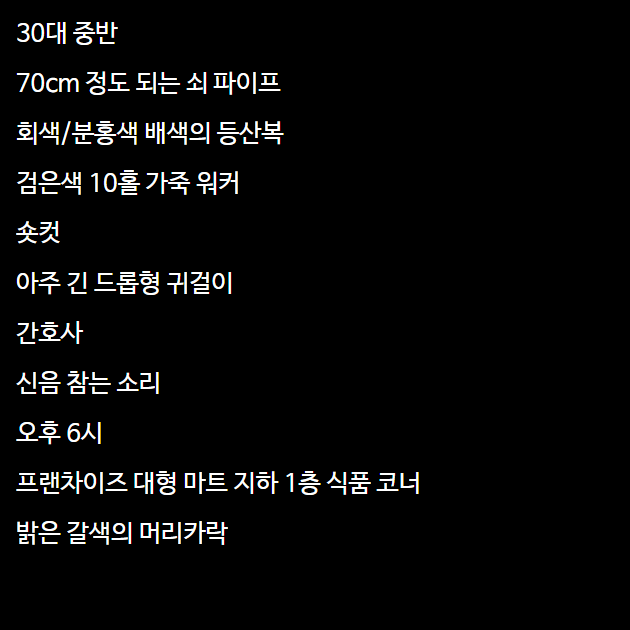 30대 중반
70cm 정도 되는 쇠 파이프
회색/분홍색 배색의 등산복
검은색 10홀 가죽 워커
숏컷
아주 긴 드롭형 귀걸이
간호사
신음 참는 소리
오후 6시
프랜차이즈 대형 마트 지하 1층 식품 코너
밝은 갈색의 머리카락